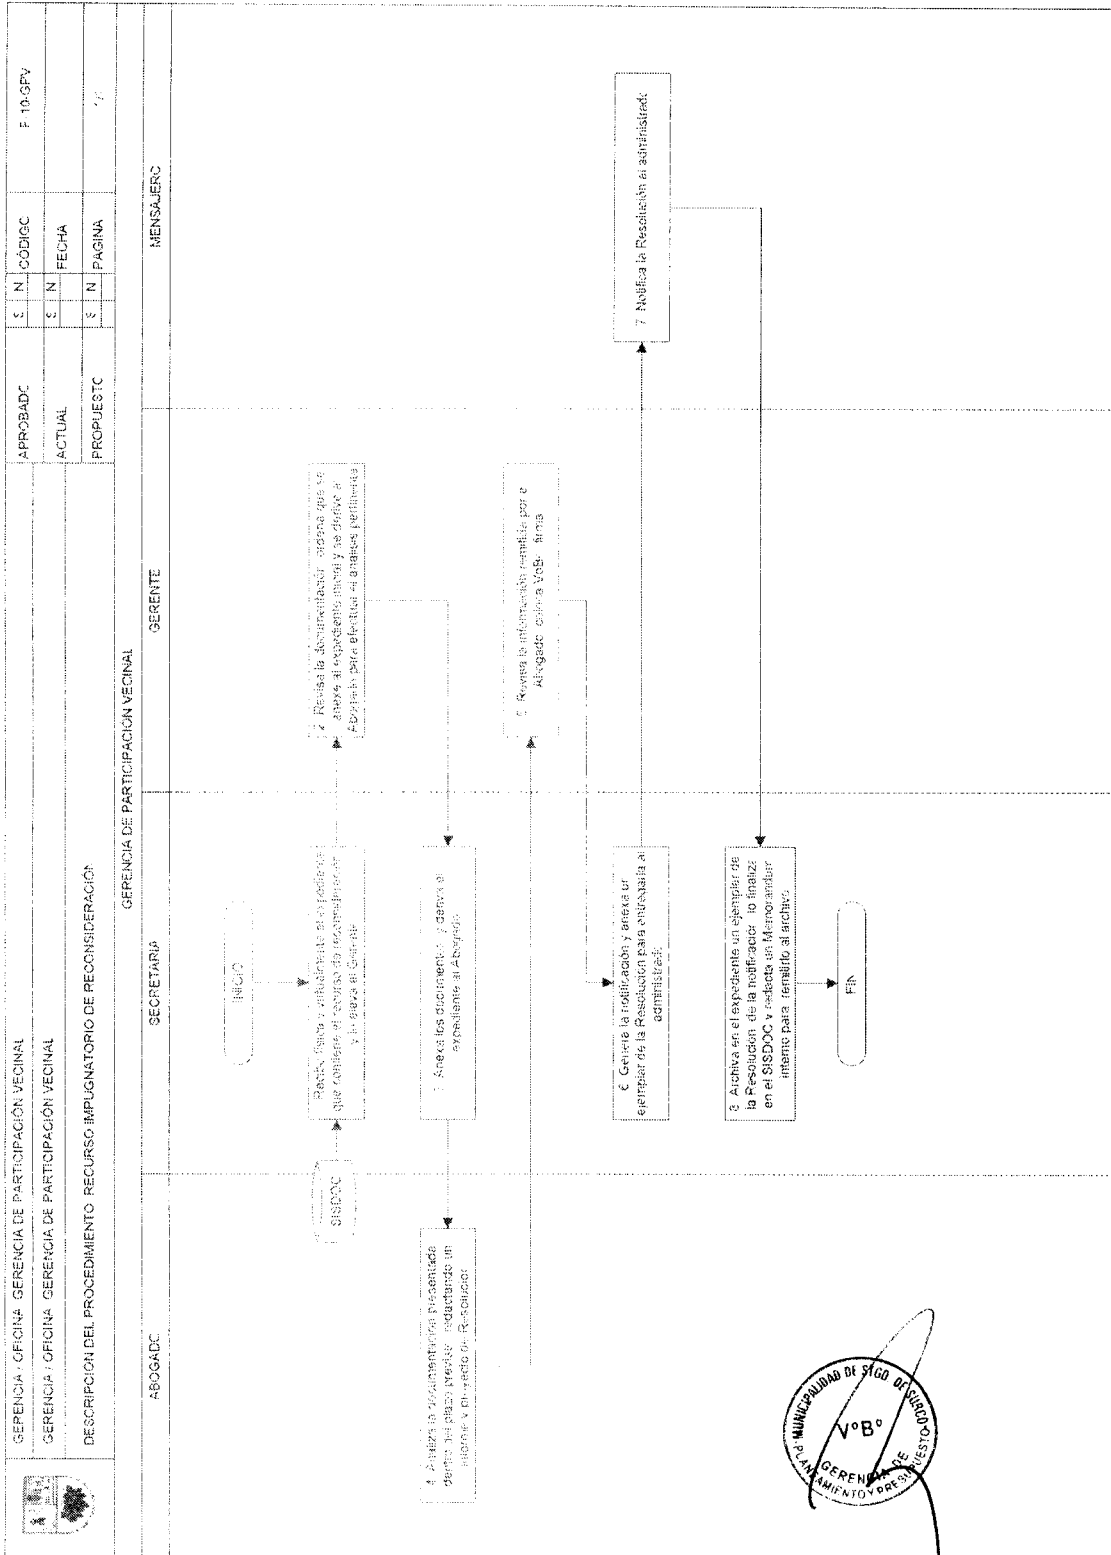 GERENCIA / OFICINA GERENCIA DE PARTICIPACIÓN VECINAL
APROBADO
S N
CÓDIGO
P-10-GPV
GERENCIA / OFICINA GERENCIA DE PARTICIPACIÓN VECINAL
ACTUAL
S N
FECHA
DESCRIPCION DEL PROCEDIMIENTO RECURSO IMPUGNATORIO DE RECONSIDERACIÓN
PROPUESTO
S N
PAGINA
GERENCIA DE PARTICIPACION VECINAL
ABOGADO
SECRETARIA
GERENTE
MENSAJERO
INICIO
SISDOC
Recibe física y virtualmente el expediente
que contiene el recurso de reconsideración
y lo eleva al Gerente
2 Revisa la documentación ordena que se
anexe al expediente inicial y se derive al
Abogado para efectuar el análisis pertinente
Anexa los documentos y deriva el
expediente al Abogado
4 Analiza la documentación presentada
dentro del plazo previsto redactando un
informe y proyecto de Resolución
Revisa la información remitida por el
Abogado coloca VoBo firma
6 Genera la notificación y anexa un
ejemplar de la Resolución para entregarla al
administrado
7 Notifica la Resolución al administrado
8 Archiva en el expediente un ejemplar de
la Resolución de la notificación lo finaliza
en el SISDOC y redacta un Memorandum
interno para remitirlo al archivo
FIN
MUNICIPALIDAD DE STGO DE SURCO
V°B°
GERENCIA DE
PLANEAMIENTO Y PRESUPUESTO